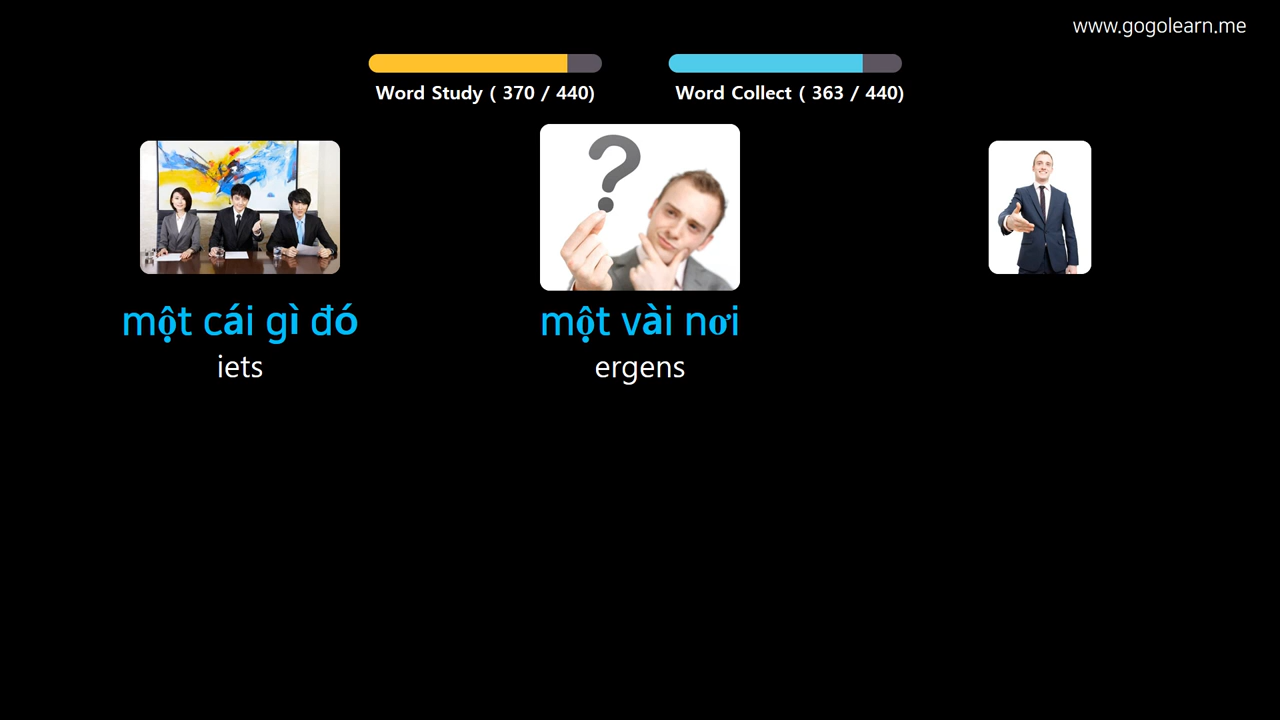 www.gogolearn.me
Word Study ( 370 / 440)
Word Collect ( 363 / 440)
một cái gì đó
iets
một vài nơi
ergens